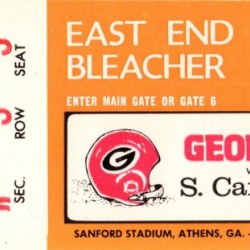 SEAT
ROW
SEC.
EAST END
BLEACHER
ENTER MAIN GATE OR GATE 6
G
GEO
S. Ca
SANFORD STADIUM, ATHENS, GA.